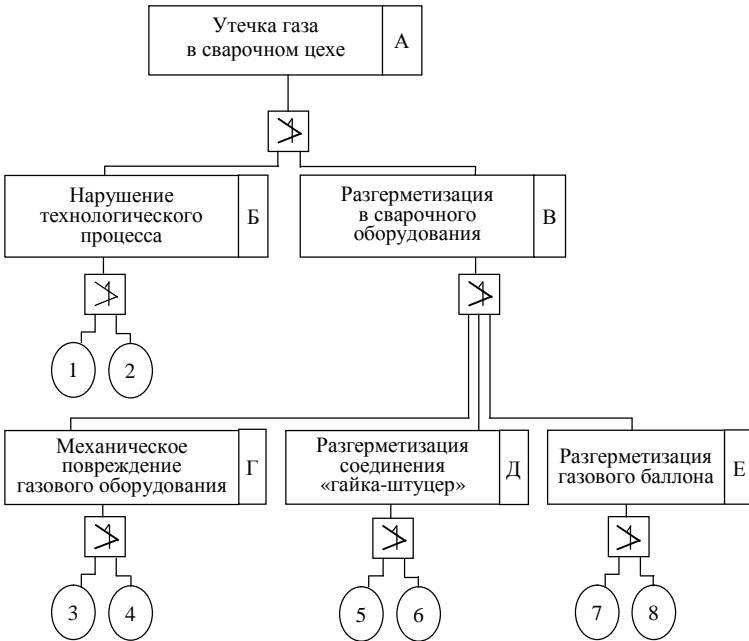 Утечка газа
в сварочном цехе
А
Нарушение
технологического
процесса
Б
Разгерметизация
в сварочного
оборудования
В
1
2
Механическое
повреждение
газового оборудования
Г
Разгерметизация
соединения
«гайка-штуцер»
Д
Разгерметизация
газового баллона
Е
3
4
5
6
7
8